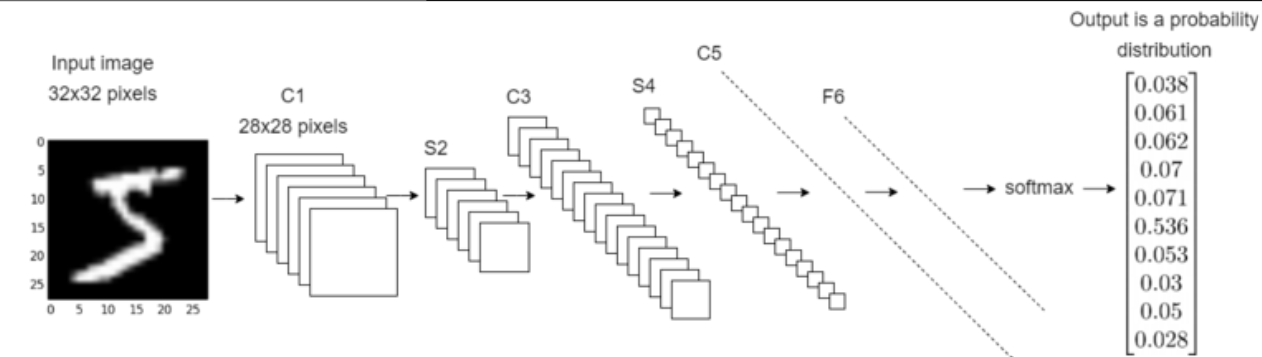 Input image
32x32 pixels
0
5
10
15
20
25
0 5 10 15 20 25
C1
28x28 pixels
S2
C3
S4
C5
F6
softmax
Output is a probability
distribution
0.038
0.061
0.062
0.07
0.071
0.536
0.053
0.03
0.05
0.028